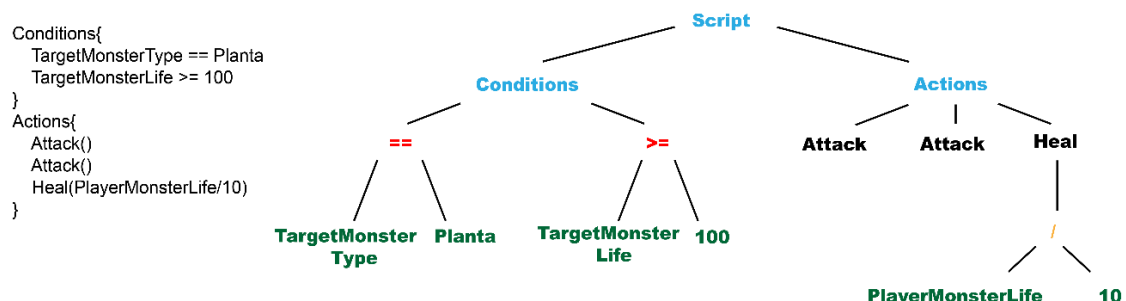 Conditions{
TargetMonsterType == Planta
TargetMonsterLife >= 100
}
Actions{
Attack()
Attack()
Heal(PlayerMonsterLife/10)
}
Script
Conditions
Actions
==
>=
Attack
Attack
Heal
TargetMonster
Type
Planta
TargetMonster
Life
100
/
PlayerMonsterLife
10